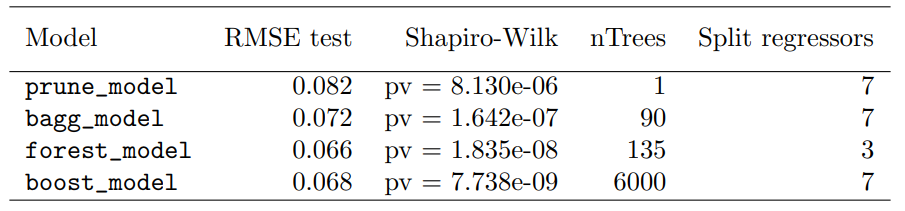 Model RMSE test Shapiro-Wilk nTrees Split regressors
prune_model 0.082 pv = 8.130e-06 1 7
bagg_model 0.072 pv = 1.642e-07 90 7
forest_model 0.066 pv = 1.835e-08 135 3
boost_model 0.068 pv = 7.738e-09 6000 7